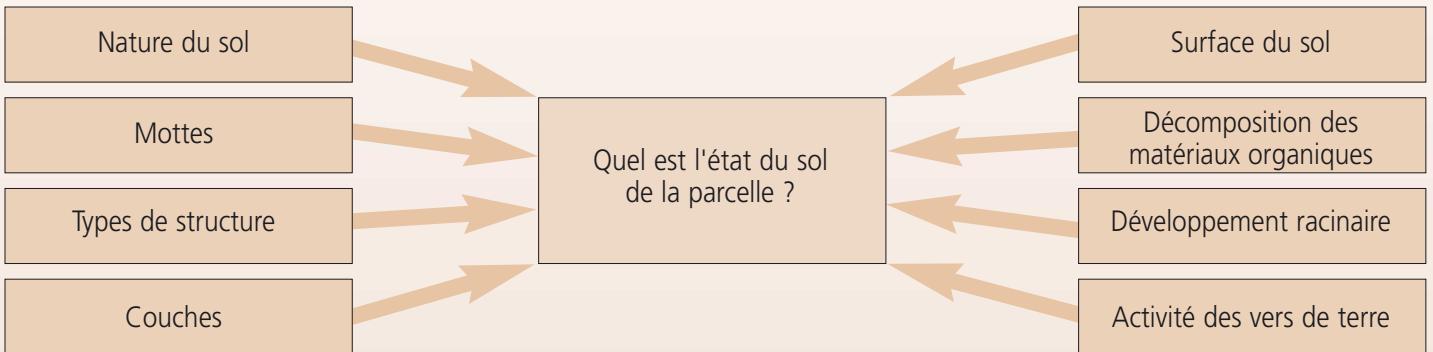 Nature du sol
Mottes
Types de structure
Couches
Quel est l'état du sol
de la parcelle ?
Surface du sol
Décomposition des
matériaux organiques
Développement racinaire
Activité des vers de terre